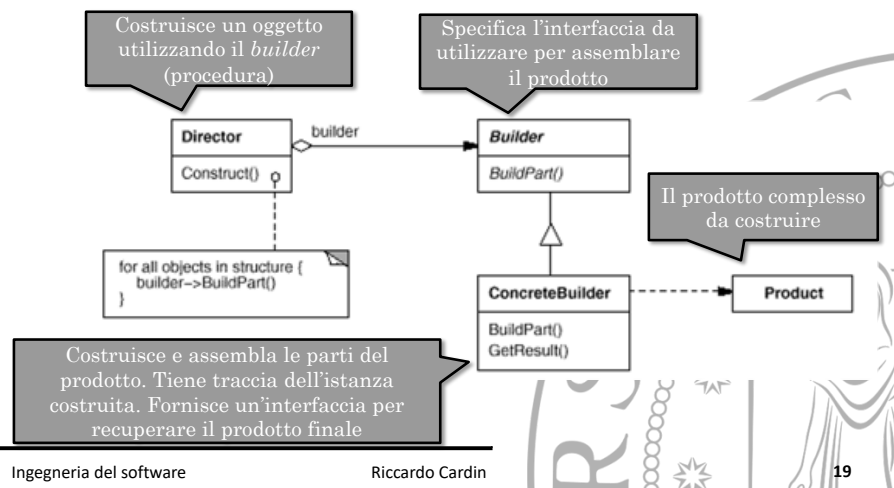 Costruisce un oggetto
utilizzando il builder
(procedura)
Specifica l'interfaccia da
utilizzare per assemblare
il prodotto
Director
Construct()
builder
Builder
BuildPart()
Il prodotto complesso
da costruire
for all objects in structure {
builder->BuildPart()
}
ConcreteBuilder
BuildPart()
GetResult()
Product
Costruisce e assembla le parti del
prodotto. Tiene traccia dell'istanza
costruita. Fornisce un'interfaccia per
recuperare il prodotto finale
Ingegneria del software
Riccardo Cardin
19